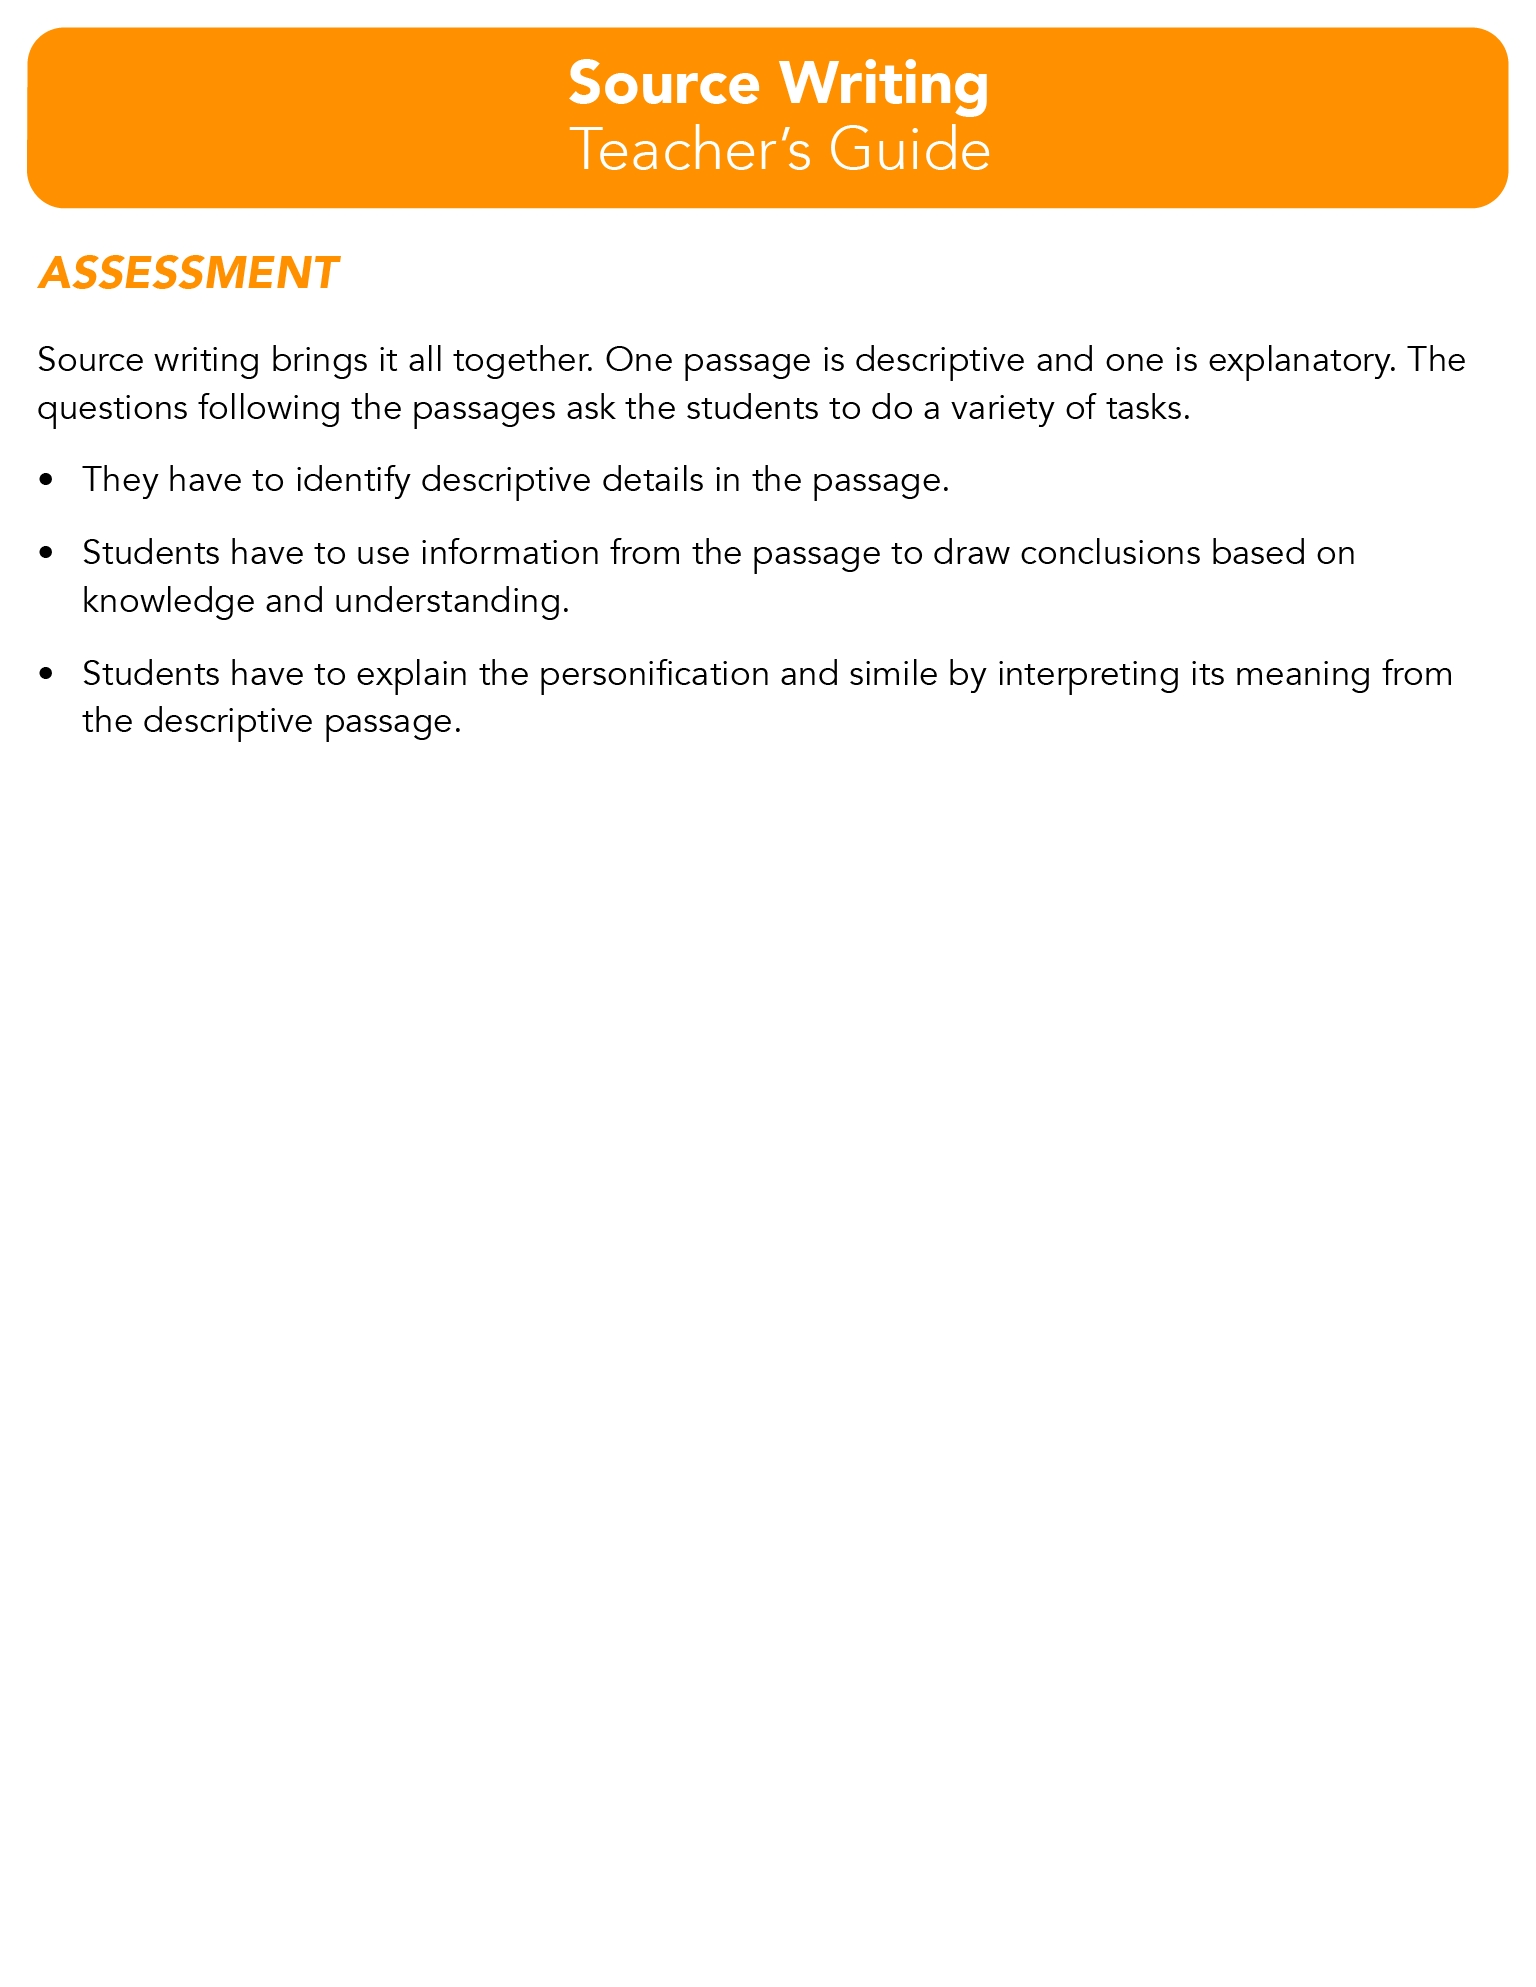 Source Writing
Teacher’s Guide
ASSESSMENT
Source writing brings it all together. One passage is descriptive and one is explanatory. The
questions following the passages ask the students to do a variety of tasks.
• They have to identify descriptive details in the passage.
• Students have to use information from the passage to draw conclusions based on
knowledge and understanding.
• Students have to explain the personification and simile by interpreting its meaning from
the descriptive passage.